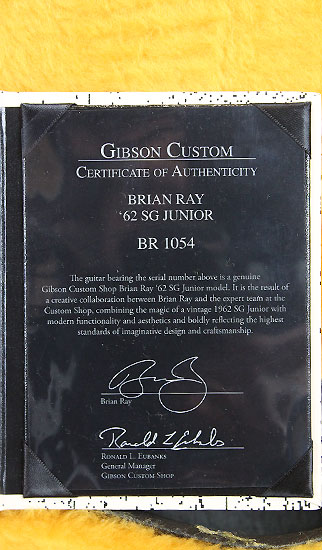 GIBSON CUSTOM
CERTIFICATE OF AUTHENTICITY
BRIAN RAY
‘62 SG JUNIOR
BR 1054
The guitar bearing the serial number above is a genuine
Gibson Custom Shop Brian Ray ’62 SG Junior model. It is the result of
a creative collaboration between Brian Ray and the expert team at the
Custom Shop, combining the magic of a vintage 1962 SG Junior with
modern functionality and aesthetics and boldly reflecting the highest
standards of imaginative design and craftsmanship.
Brian Ray
Ronald L Eubanks
RONALD L. EUBANKS
General Manager
GIBSON CUSTOM SHOP